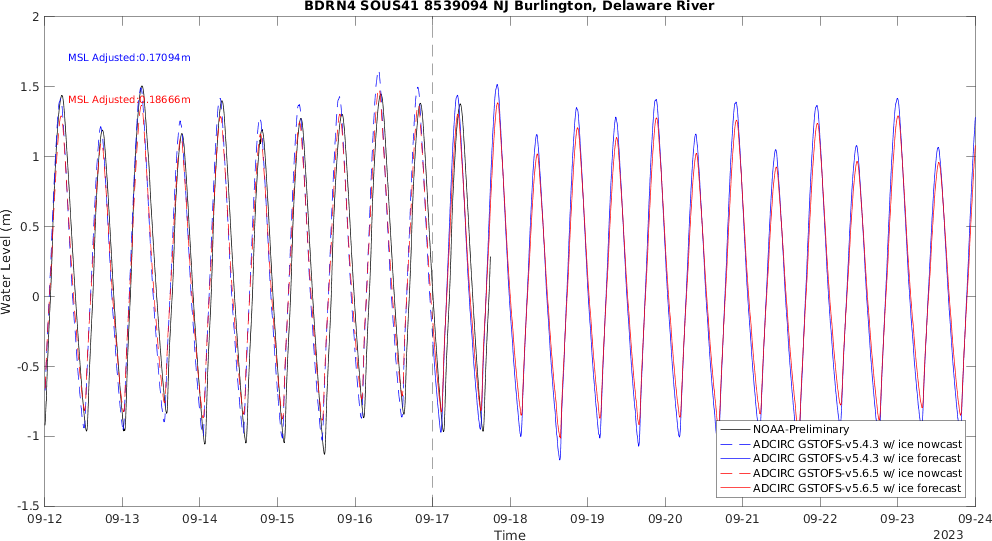 BDRN4 SOUS41 8539094 NJ Burlington, Delaware River
2
1.5
1
0.5
0
-0.5
-1
-1.5
Water Level (m)
MSL Adjusted:0.17094m
MSL Adjusted:0.18666m
NOAA-Preliminary
ADCIRC GSTOFS-v5.4.3 w/ ice nowcast
ADCIRC GSTOFS-v5.4.3 w/ ice forecast
ADCIRC GSTOFS-v5.6.5 w/ ice nowcast
ADCIRC GSTOFS-v5.6.5 w/ ice forecast
09-12 09-13 09-14 09-15 09-16 09-17 09-18 09-19 09-20 09-21 09-22 09-23 09-24
Time
2023